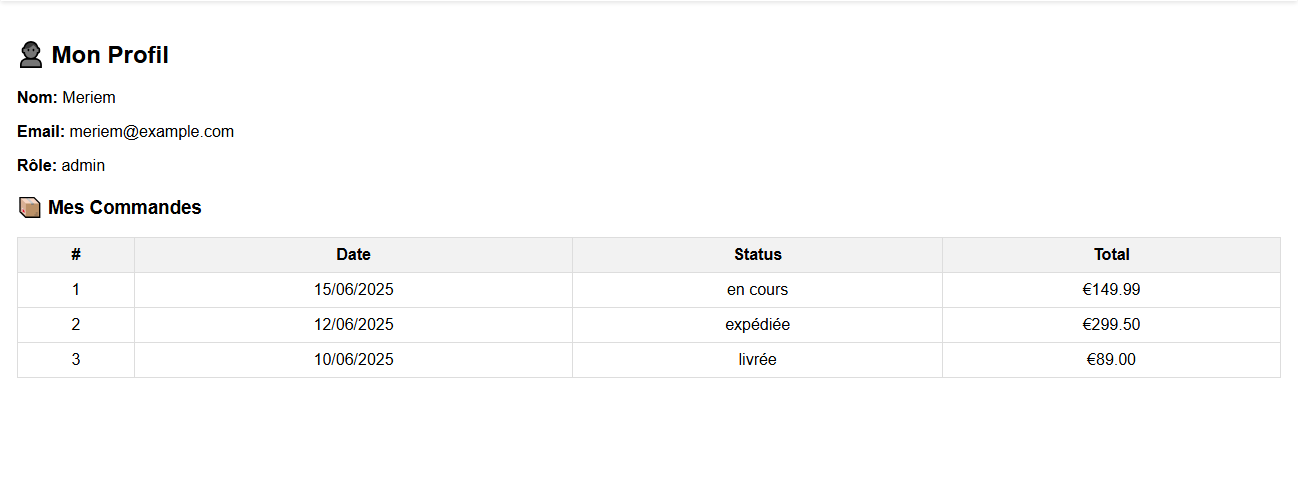 Mon Profil
Nom: Meriem
Email: meriem@example.com
Rôle: admin
Mes Commandes
# Date Status Total
1 15/06/2025 en cours €149.99
2 12/06/2025 expédiée €299.50
3 10/06/2025 livrée €89.00